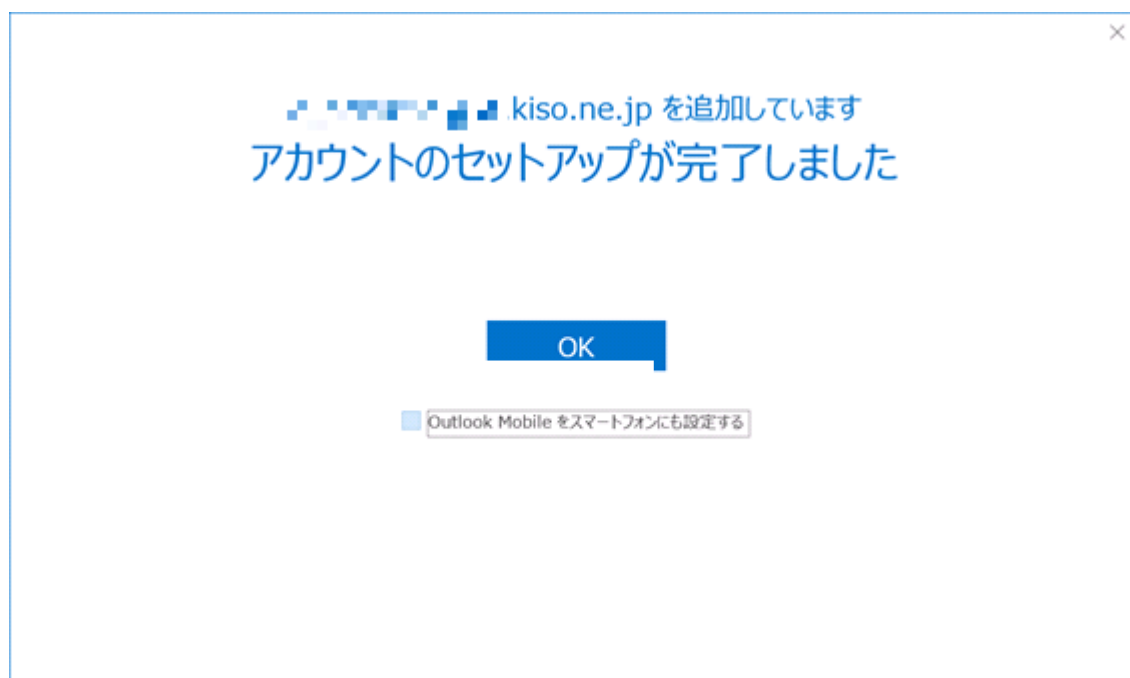 .kiso.ne.jp を追加しています
アカウントのセットアップが完了しました
OK
Outlook Mobile をスマートフォンにも設定する